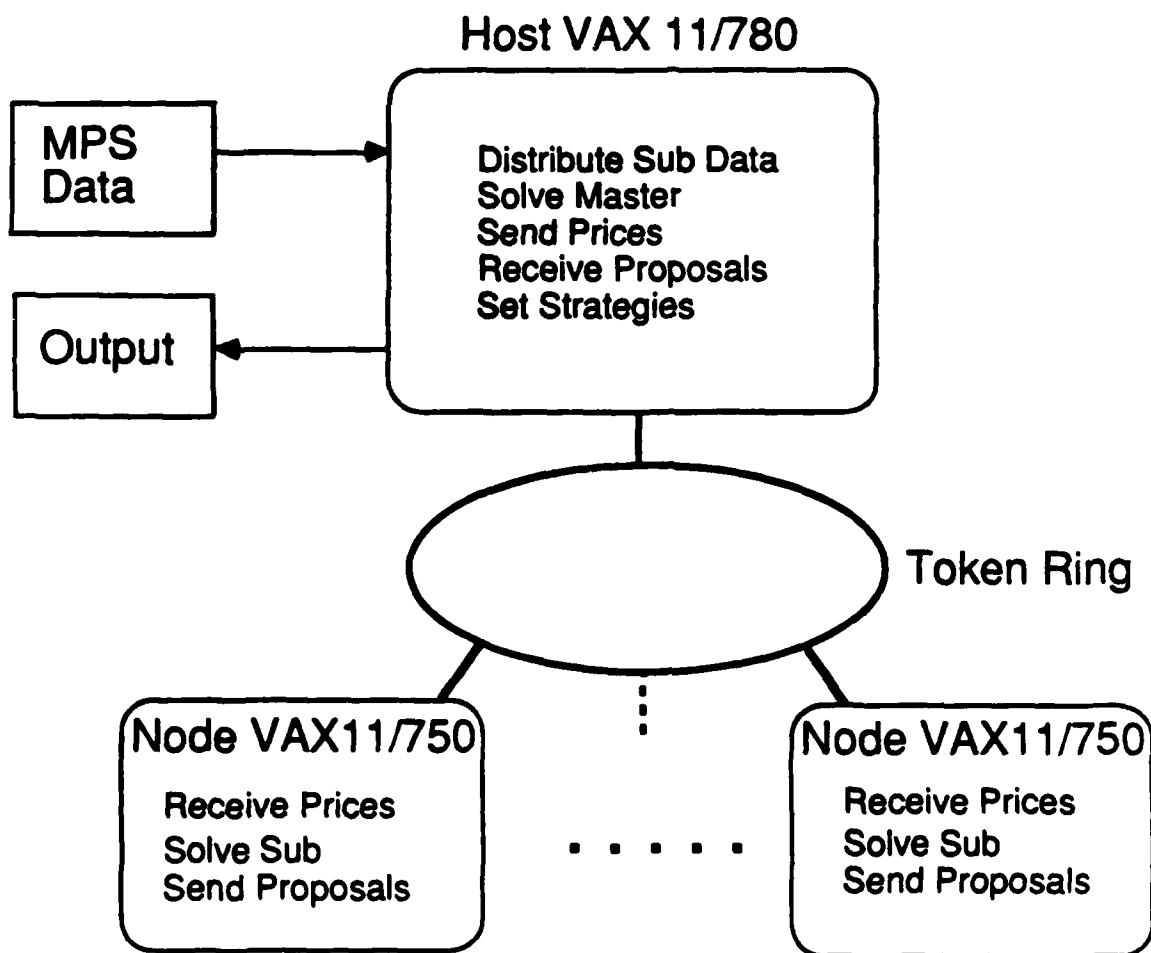 Host VAX 11/780
MPS
Data
Distribute Sub Data
Solve Master
Send Prices
Receive Proposals
Set Strategies
Output
Token Ring
Node VAX11/750
Receive Prices
Solve Sub
Send Proposals
Node VAX11/750
Receive Prices
Solve Sub
Send Proposals